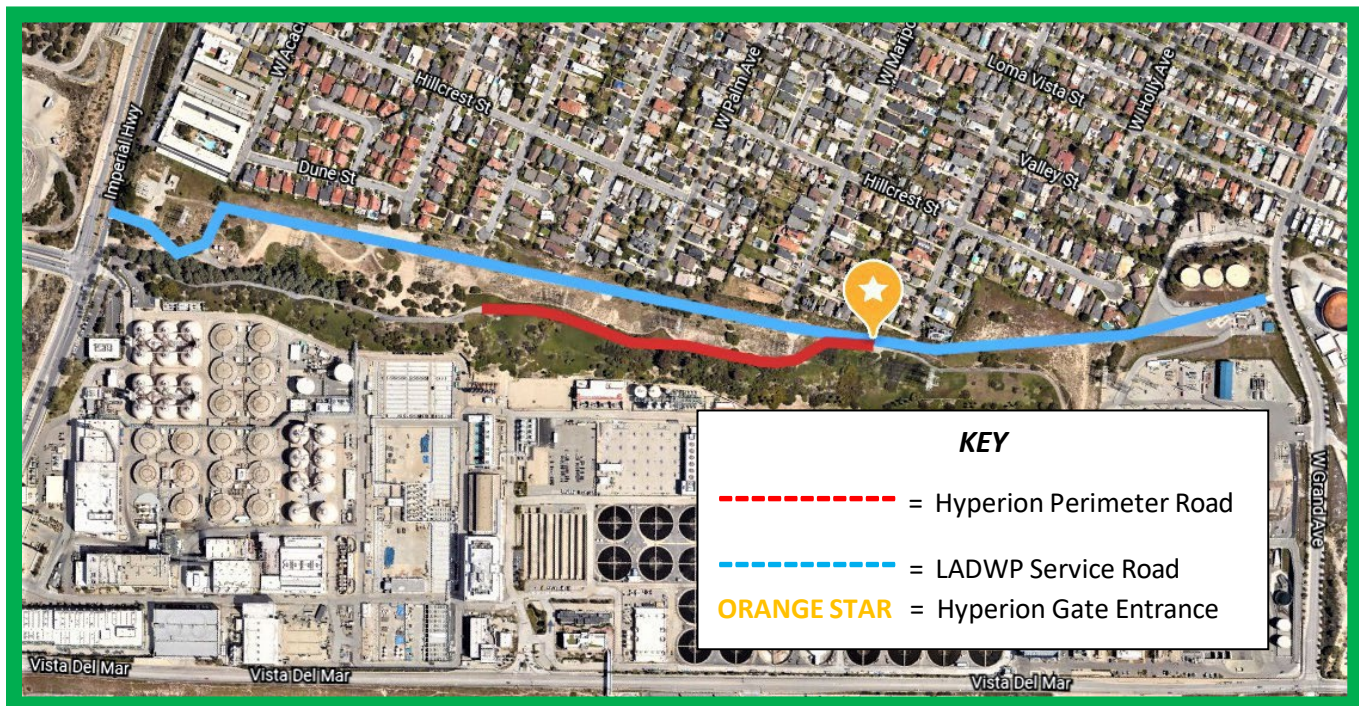 Imperial Hwy
W Acaci
Hillcrest St
Dune St
W Palm Ave
W Maripo
Loma Vista St
W Holly Ave
Valley St
Hillcrest St
W Grand Ave
KEY
= Hyperion Perimeter Road
= LADWP Service Road
ORANGE STAR = Hyperion Gate Entrance
Vista Del Mar
Vista Del Mar
Vista Del Mar